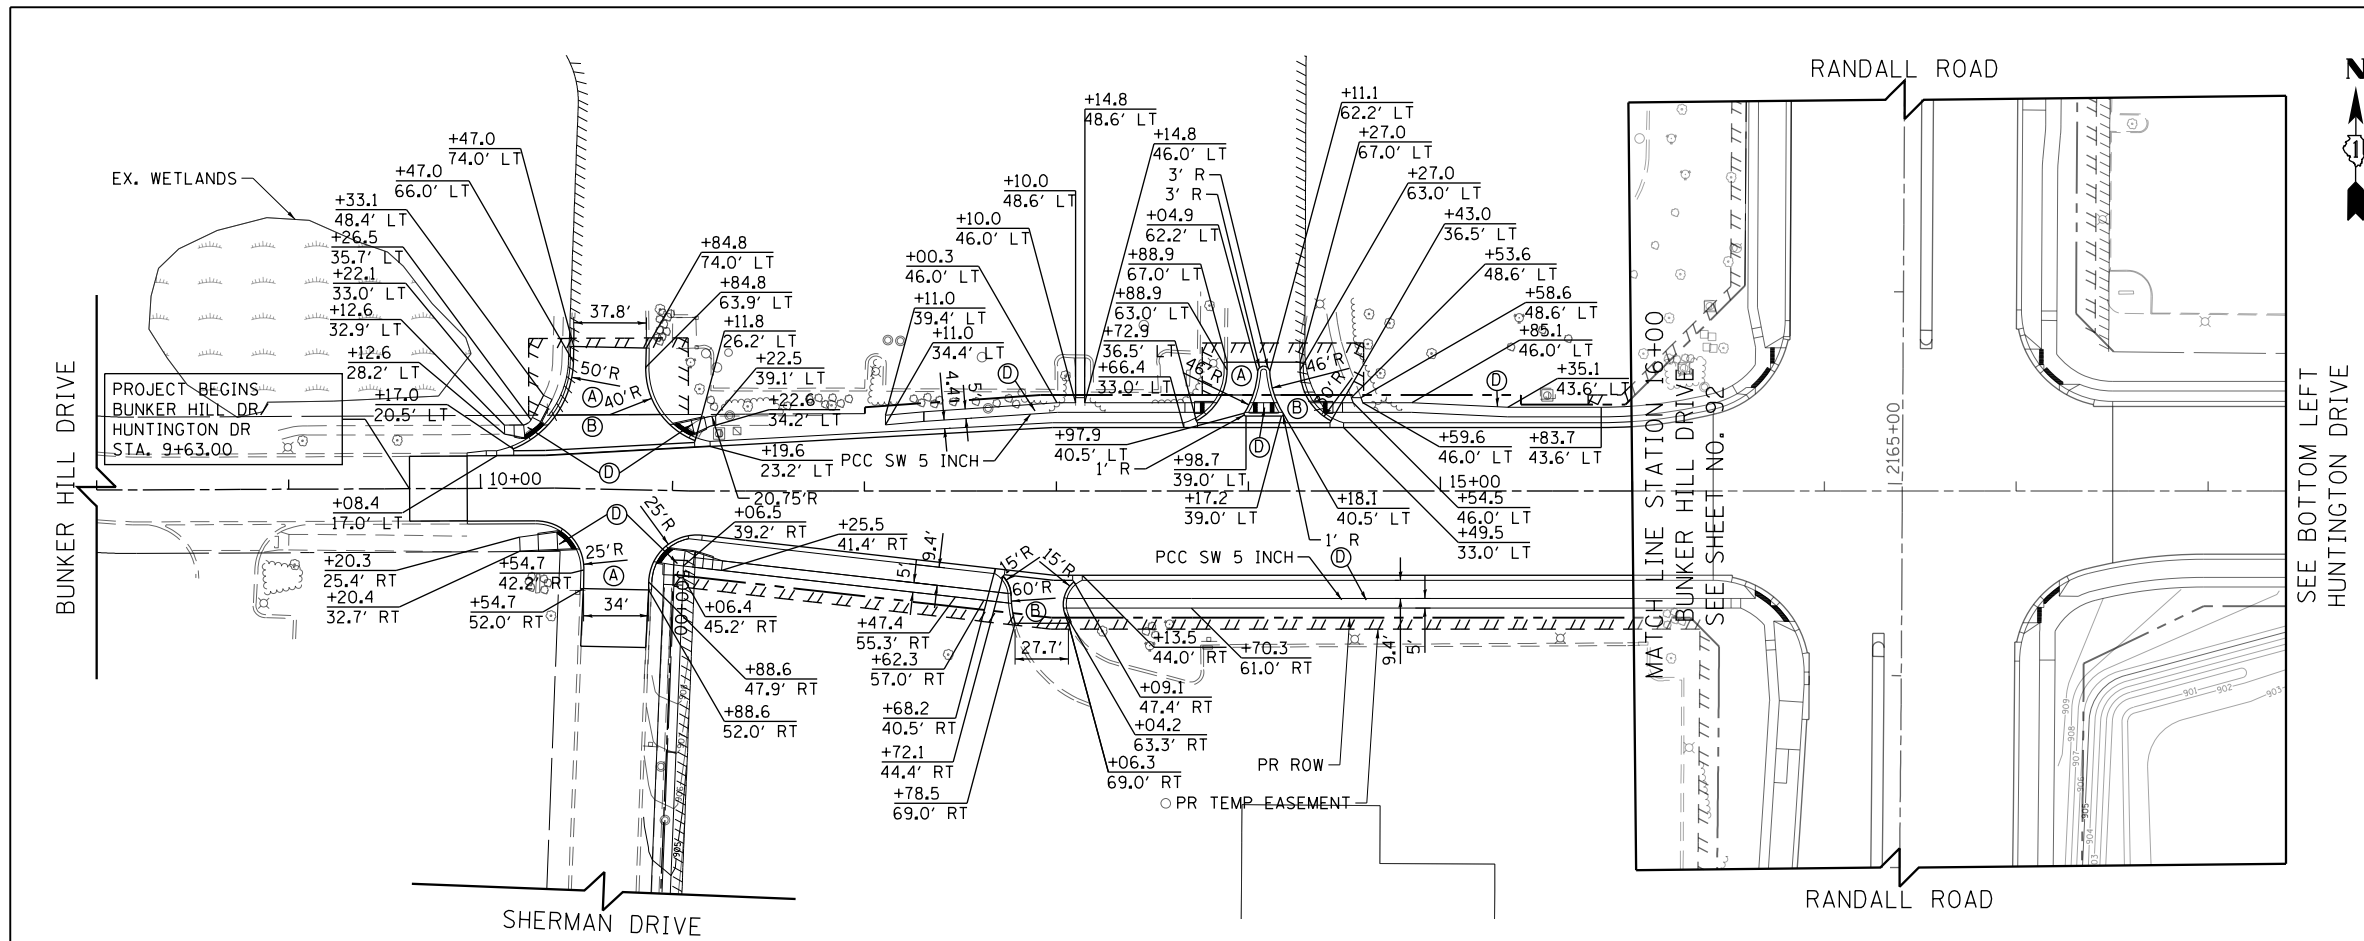 RANDALL ROAD
N
1
EX. WETLANDS
+47.0
74.0' LT
+47.0
66.0' LT
+33.1
48.4' LT
+26.5
35.7' LT
+22.1
33.0' LT
+12.6
32.9' LT
+12.6
28.2' LT
+17.0
20.5' LT
BUNKER HILL DRIVE
PROJECT BEGINS
BUNKER HILL DR/
HUNTINGTON DR
STA. 9+63.00
+08.4
17.0' LT
37.8'
50'R
A
40'R
B
+84.8
74.0' LT
+84.8
63.9' LT
+11.8
26.2' LT
+22.5
39.1' LT
+22.6
34.2' LT
+19.6
23.2' LT
D
20.75'R
10+00
+00.3
46.0' LT
+11.0
39.4' LT
+11.0
34.4' LT
4.4'
5'
D
PCC SW 5 INCH
+10.0
48.6' LT
+10.0
46.0' LT
+14.8
48.6' LT
+14.8
46.0' LT
3' R
3' R
+04.9
62.2' LT
+88.9
67.0' LT
+88.9
63.0' LT
+72.9
36.5' LT
+66.4
33.0' LT
46'R
A
46'R
50'R
B
D
+97.9
40.5' LT
1' R
+98.7
39.0' LT
+17.2
39.0' LT
+11.1
62.2' LT
+27.0
67.0' LT
+27.0
63.0' LT
+43.0
36.5' LT
+53.6
48.6' LT
+58.6
48.6' LT
+85.1
46.0' LT
D
+35.1
43.6' LT
+59.6
46.0' LT
+83.7
43.6' LT
+18.1
40.5' LT
1' R
15+00
+54.5
46.0' LT
+49.5
33.0' LT
MATCH LINE STATION 16+00
BUNKER HILL DRIVE
SEE SHEET NO. 92
2165+00
SEE BOTTOM LEFT
HUNTINGTON DRIVE
D
+20.3
25.4' RT
+20.4
32.7' RT
25'R
A
+54.7
42.2' RT
+54.7
52.0' RT
34'
25'R
+06.5
39.2' RT
+25.5
41.4' RT
5'
9.4'
500+00
+06.4
45.2' RT
+88.6
47.9' RT
+88.6
52.0' RT
+47.4
55.3' RT
+62.3
57.0' RT
+68.2
40.5' RT
+72.1
44.4' RT
+78.5
69.0' RT
15'R
15'R
60'R
B
27.7'
+13.5
44.0' RT
+70.3
61.0' RT
+09.1
47.4' RT
+04.2
63.3' RT
+06.3
69.0' RT
PCC SW 5 INCH
D
9.4'
5'
PR ROW
PR TEMP EASEMENT
SHERMAN DRIVE
RANDALL ROAD
901
902
903
909
908
907
906
905
904